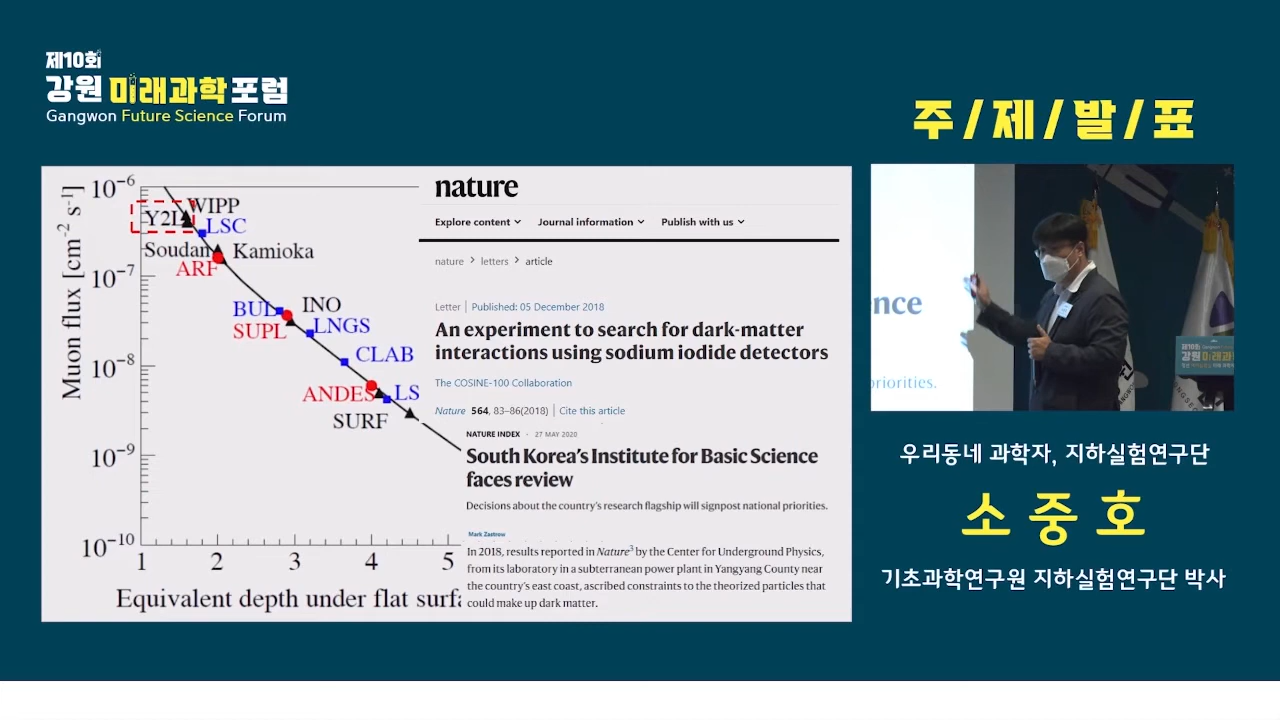 제10회
강원 미래과학포럼
Gangwon Future Science Forum
주/제/발/표
10⁻⁶
10⁻⁷
10⁻⁸
10⁻⁹
10⁻¹⁰
Muon flux [cm⁻² s⁻¹]
Y2L
WIPP
LSC
Soudan
Kamioka
ARF
BUL
INO
SUPL
LNGS
CLAB
ANDES
LS
SURF
1 2 3 4 5
Equivalent depth under flat surfa
nature
Explore content
Journal information
Publish with us
nature > letters > article
Letter | Published: 05 December 2018
An experiment to search for dark-matter
interactions using sodium iodide detectors
The COSINE-100 Collaboration
Nature 564, 83–86(2018) | Cite this article
NATURE INDEX · 27 MAY 2020
South Korea's Institute for Basic Science
faces review
Decisions about the country's research flagship will signpost national priorities.
Mark Zastrow
In 2018, results reported in Nature³ by the Center for Underground Physics,
from its laboratory in a subterranean power plant in Yangyang County near
the country's east coast, ascribed constraints to the theorized particles that
could make up dark matter.
nce
priorities.
제10회
강원미래
우리동네 과학자, 지하실험연구단
소중호
기초과학연구원 지하실험연구단 박사